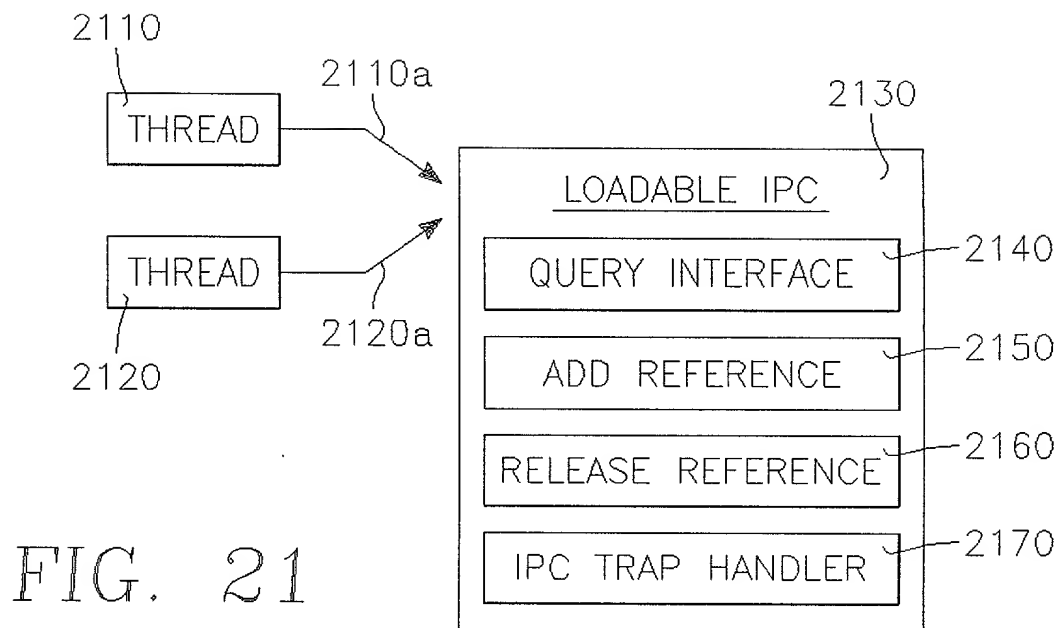 2110
2110a
THREAD
2130
LOADABLE IPC
2140
QUERY INTERFACE
THREAD
2120a
2120
2150
ADD REFERENCE
2160
RELEASE REFERENCE
2170
IPC TRAP HANDLER
FIG. 21